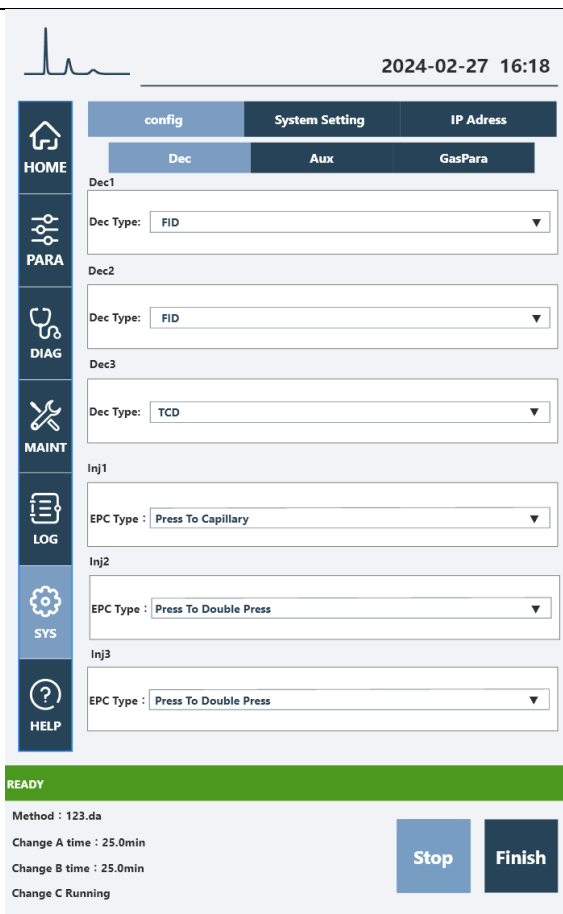 2024-02-27 16:18
config System Setting IP Adress
Dec Aux GasPara
HOME
PARA
DIAG
MAINT
LOG
SYS
HELP
Dec1
Dec Type: FID ▼
Dec2
Dec Type: FID ▼
Dec3
Dec Type: TCD ▼
Inj1
EPC Type： Press To Capillary ▼
Inj2
EPC Type： Press To Double Press ▼
Inj3
EPC Type： Press To Double Press ▼
READY
Method：123.da
Change A time：25.0min
Change B time：25.0min
Change C Running
Stop Finish